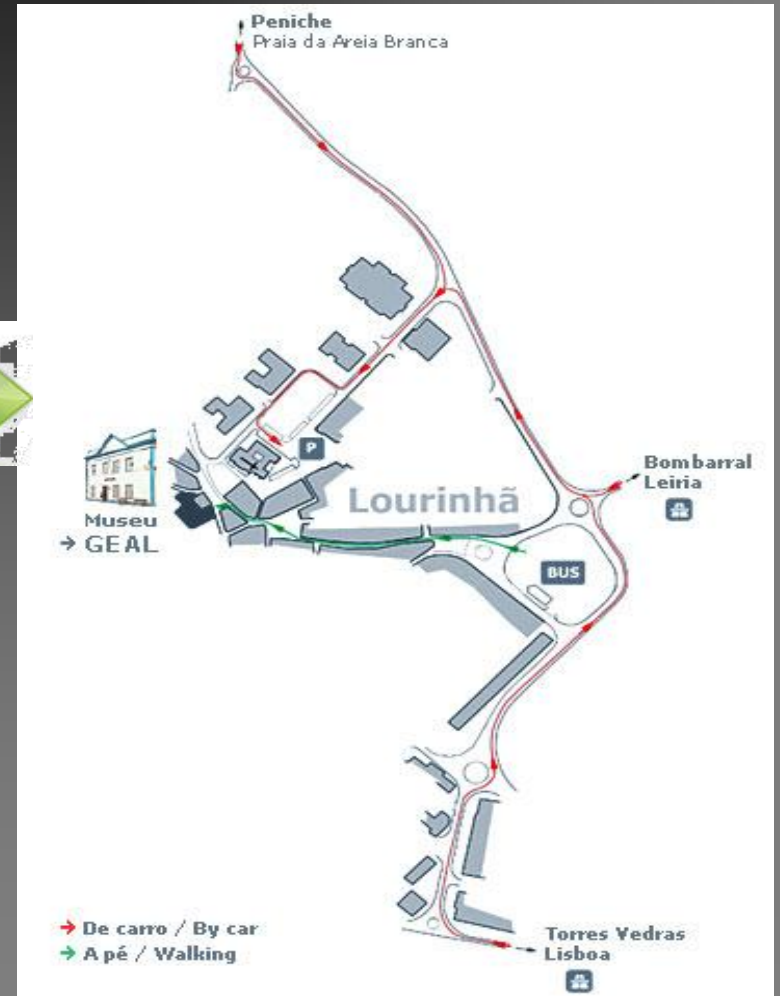 Peniche
Praia da Areia Branca
P
Bombarral
Leiria
Lourinhã
Museu
→ GEAL
BUS
→ De carro / By car
→ A pé / Walking
Torres Vedras
Lisboa